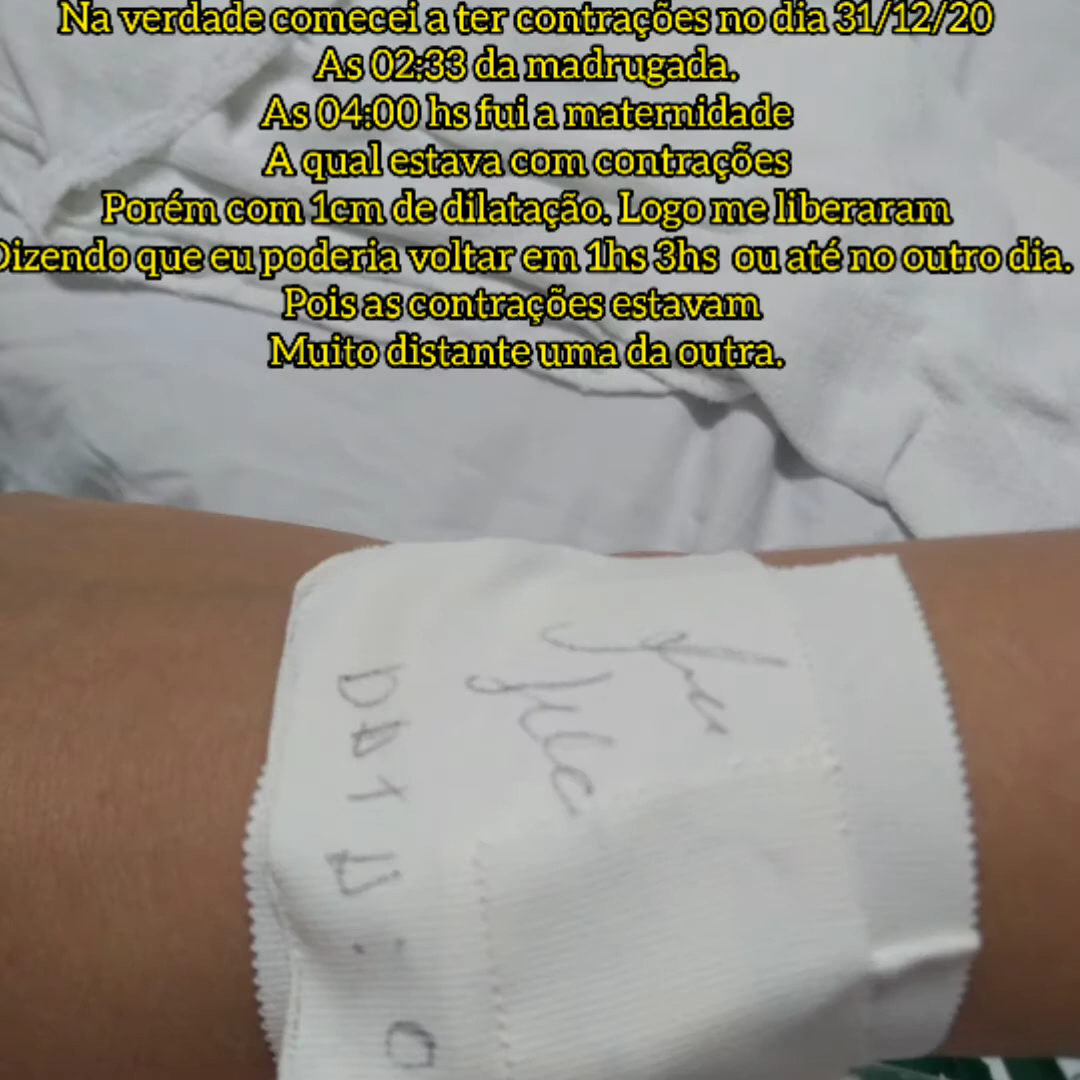 Na verdade comecei a ter contrações no dia 31/12/20
As 02:33 da madrugada.
As 04:00 hs fui a maternidade
A qual estava com contrações
Porém com 1cm de dilatação. Logo me liberaram
Dizendo que eu poderia voltar em 1hs 3hs ou até no outro dia.
Pois as contrações estavam
Muito distante uma da outra.
DATA: 0